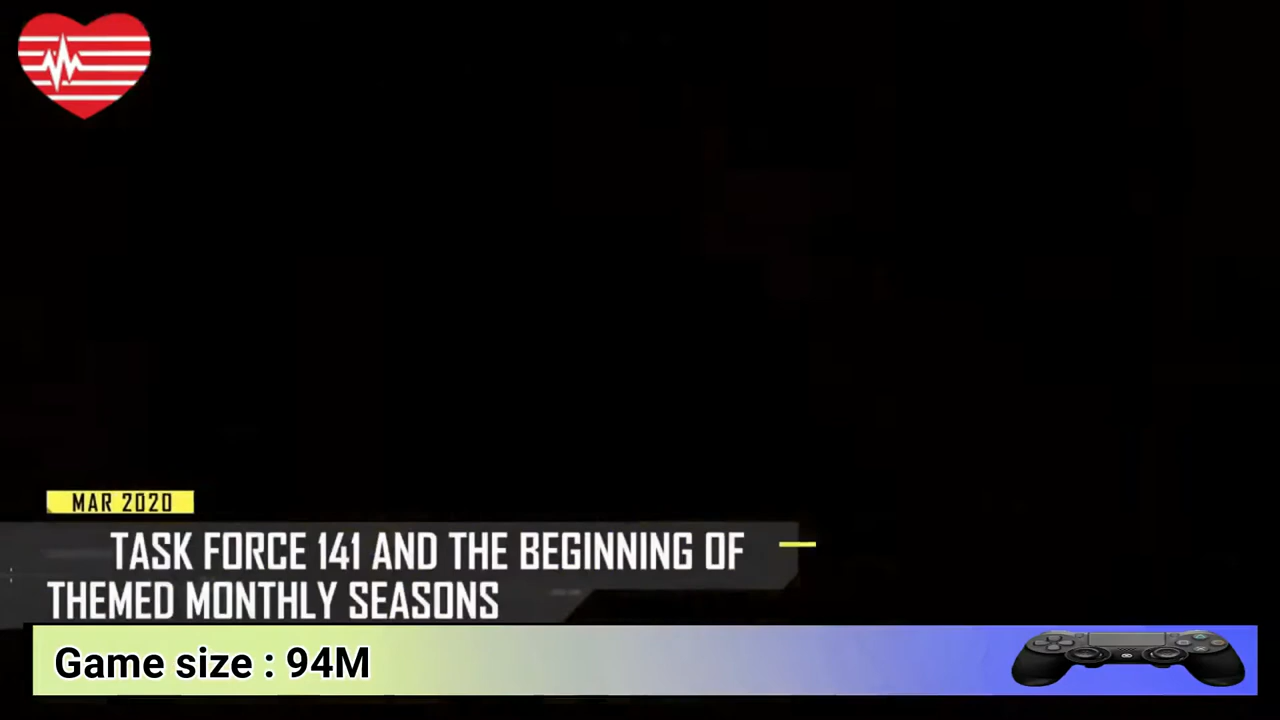 MAR 2020
TASK FORCE 141 AND THE BEGINNING OF
THEMED MONTHLY SEASONS
Game size : 94M